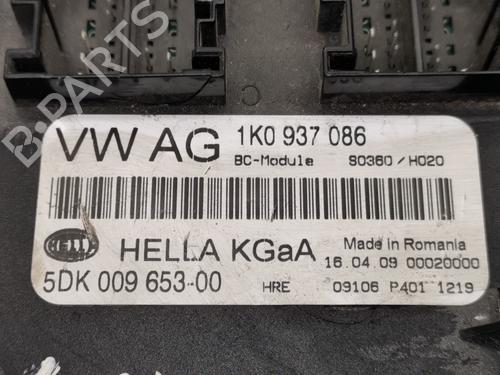 VW AG 1K0 937 086
BC-Module S0360 / H020
HELLA
HELLA KGaA
Made in Romania
16.04.09 00020000
5DK 009 653-00 HRE 09106 P401 1219